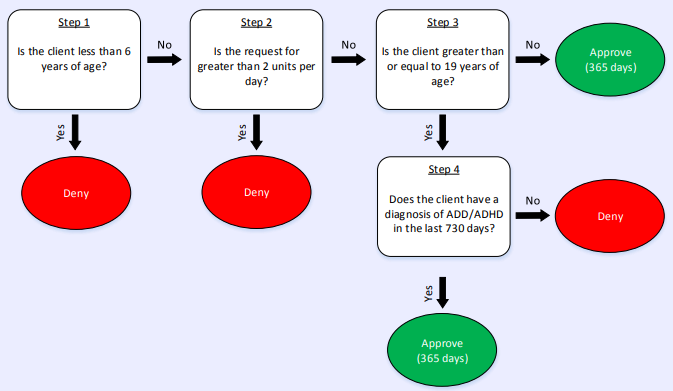 Step 1
Is the client less than 6
years of age?
No
Step 2
Is the request for
greater than 2 units per
day?
No
Step 3
Is the client greater than
or equal to 19 years of
age?
No
Approve
(365 days)
Yes
Yes
Yes
Deny
Deny
Step 4
Does the client have a
diagnosis of ADD/ADHD
in the last 730 days?
No
Deny
Yes
Approve
(365 days)